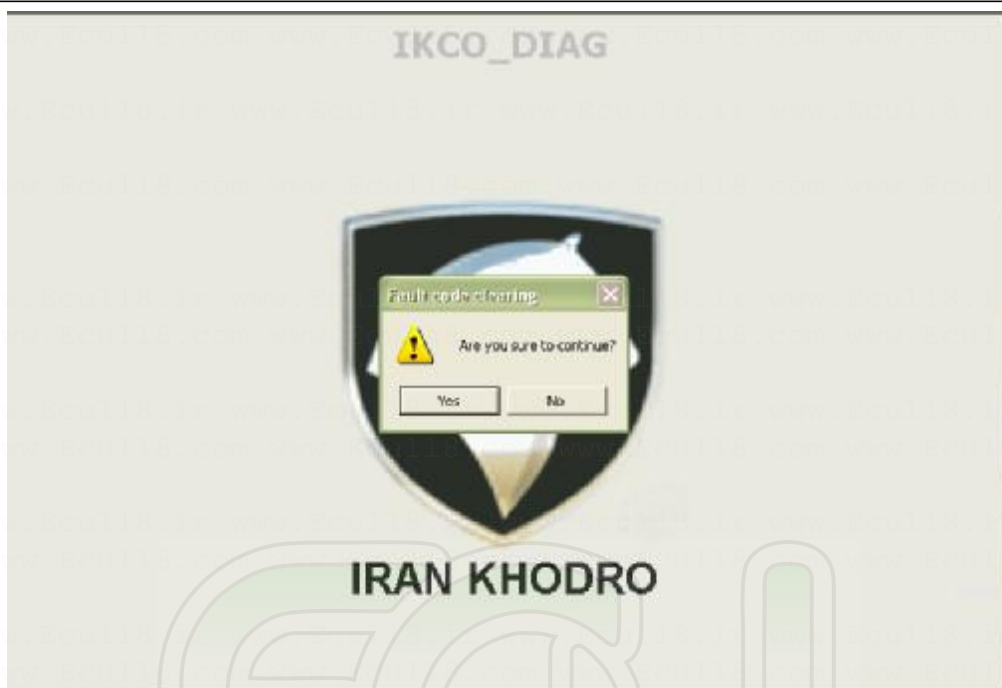 IKCO_DIAG
Fault code clearing
Are you sure to continue?
Yes
No
IRAN KHODRO